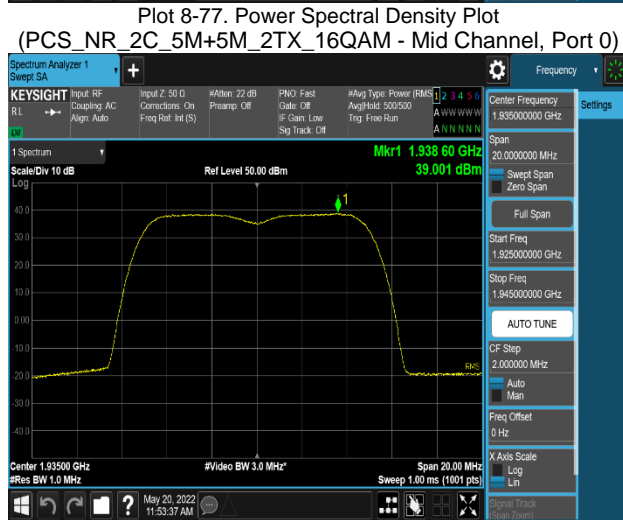 Plot 8-77. Power Spectral Density Plot
(PCS_NR_2C_5M+5M_2TX_16QAM - Mid Channel, Port 0)
Spectrum Analyzer 1
Swept SA
+
Frequency
KEYSIGHT
RL
Input: RF
Coupling: AC
Align: Auto
Input Z: 50 Ω
Corrections: On
Freq Ref: Int (S)
#Atten: 22 dB
Preamp: Off
PNO: Fast
Gate: Off
IF Gain: Low
Sig Track: Off
#Avg Type: Power (RMS
Avg|Hold: 500/500
Trig: Free Run
1 2 3 4 5 6
A W W W W W
A N N N N N
Settings
Center Frequency
1.935000000 GHz
Span
20.0000000 MHz
Swept Span
Zero Span
Full Span
Start Freq
1.925000000 GHz
Stop Freq
1.945000000 GHz
AUTO TUNE
CF Step
2.000000 MHz
Auto
Man
Freq Offset
0 Hz
X Axis Scale
Log
Lin
Signal Track
(Span Zoom)
1 Spectrum
Scale/Div 10 dB
Log
Ref Level 50.00 dBm
Mkr1 1.938 60 GHz
39.001 dBm
1
40.0
30.0
20.0
10.0
0.00
-10.0
-20.0
-30.0
-40.0
RMS
Center 1.93500 GHz
#Res BW 1.0 MHz
#Video BW 3.0 MHz*
Span 20.00 MHz
Sweep 1.00 ms (1001 pts)
?
May 20, 2022
11:53:37 AM